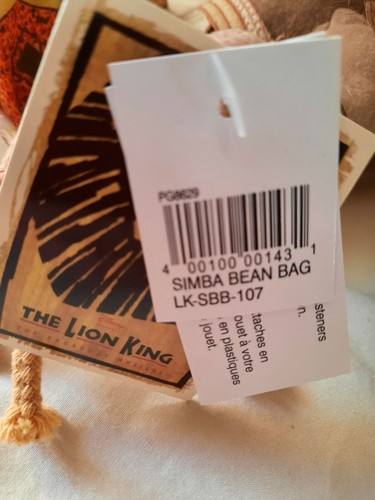 PG8629
4 00100 00143 1
SIMBA BEAN BAG
LK-SBB-107
THE LION KING
steners
n.
taches en
ouet à votre
en plastiques
jouet.